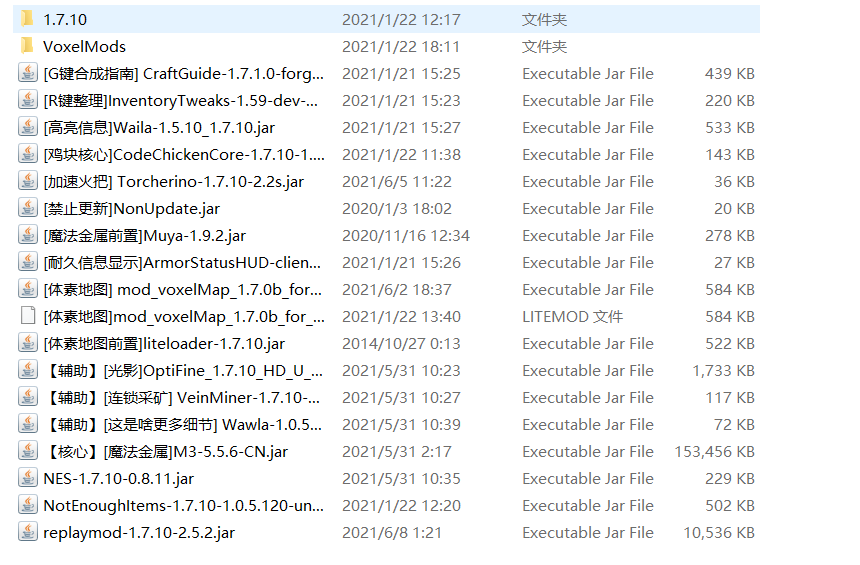 1.7.10 2021/1/22 12:17 文件夹
VoxelMods 2021/1/22 18:11 文件夹
[G键合成指南] CraftGuide-1.7.1.0-forg... 2021/1/21 15:25 Executable Jar File 439 KB
[R键整理]InventoryTweaks-1.59-dev-... 2021/1/21 15:23 Executable Jar File 220 KB
[高亮信息]Waila-1.5.10_1.7.10.jar 2021/1/21 15:27 Executable Jar File 533 KB
[鸡块核心]CodeChickenCore-1.7.10-1.... 2021/1/22 11:38 Executable Jar File 143 KB
[加速火把] Torcherino-1.7.10-2.2s.jar 2021/6/5 11:22 Executable Jar File 36 KB
[禁止更新]NonUpdate.jar 2020/1/3 18:02 Executable Jar File 20 KB
[魔法金属前置]Muya-1.9.2.jar 2020/11/16 12:34 Executable Jar File 278 KB
[耐久信息显示]ArmorStatusHUD-clien... 2021/1/21 15:26 Executable Jar File 27 KB
[体素地图] mod_voxelMap_1.7.0b_for... 2021/6/2 18:37 Executable Jar File 584 KB
[体素地图]mod_voxelMap_1.7.0b_for_... 2021/1/22 13:40 LITEMOD 文件 584 KB
[体素地图前置]liteloader-1.7.10.jar 2014/10/27 0:13 Executable Jar File 522 KB
【辅助】[光影]OptiFine_1.7.10_HD_U_... 2021/5/31 10:23 Executable Jar File 1,733 KB
【辅助】[连锁采矿] VeinMiner-1.7.10-... 2021/5/31 10:27 Executable Jar File 117 KB
【辅助】[这是啥更多细节] Wawla-1.0.5... 2021/5/31 10:39 Executable Jar File 72 KB
【核心】[魔法金属]M3-5.5.6-CN.jar 2021/5/31 2:17 Executable Jar File 153,456 KB
NES-1.7.10-0.8.11.jar 2021/5/31 10:35 Executable Jar File 229 KB
NotEnoughItems-1.7.10-1.0.5.120-un... 2021/1/22 12:20 Executable Jar File 502 KB
replaymod-1.7.10-2.5.2.jar 2021/6/8 1:21 Executable Jar File 10,536 KB